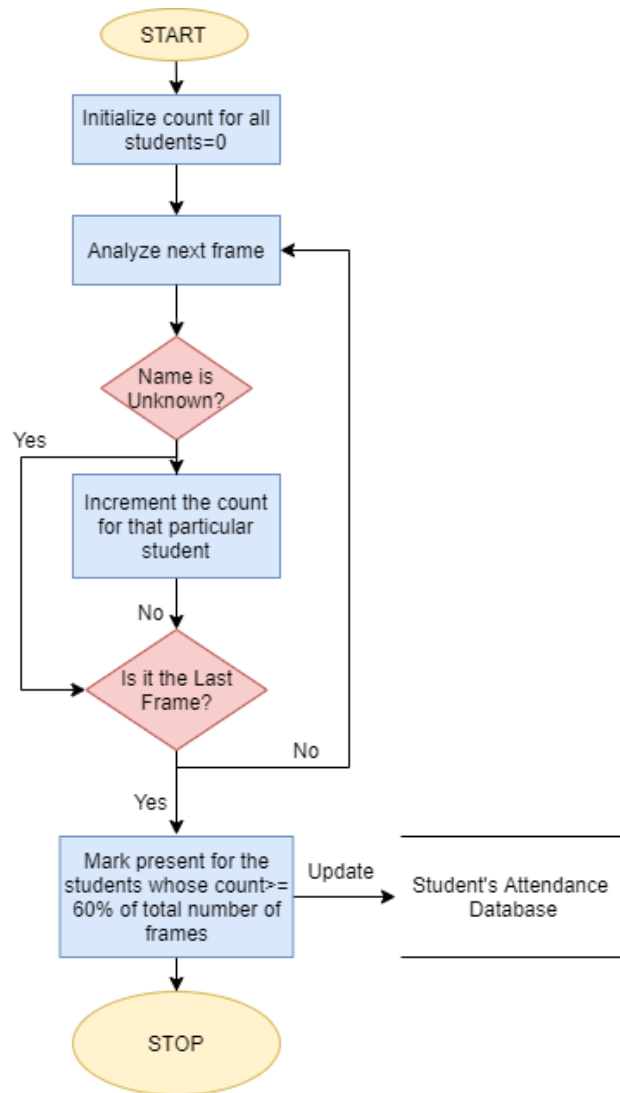 START
Initialize count for all
students=0
Analyze next frame
Name is
Unknown?
Yes
Increment the count
for that particular
student
No
Is it the Last
Frame?
No
Yes
Mark present for the
students whose count>=
60% of total number of
frames
Update
Student's Attendance
Database
STOP